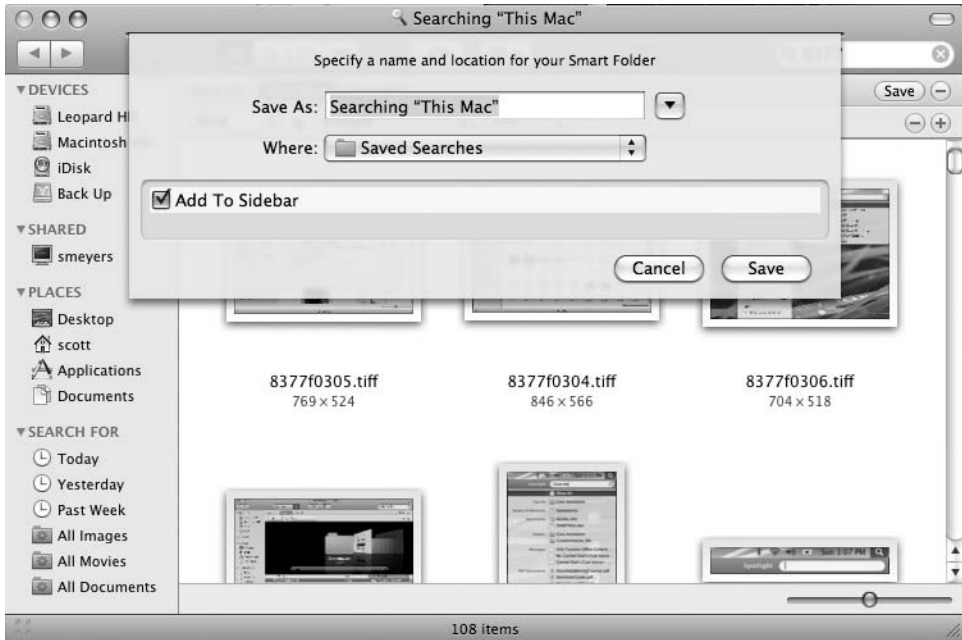 Searching “This Mac”
Specify a name and location for your Smart Folder
Save As: Searching “This Mac”
Where: Saved Searches
Add To Sidebar
Cancel Save
Save
DEVICES
Leopard H
Macintosh
iDisk
Back Up
SHARED
smeyers
PLACES
Desktop
scott
Applications
Documents
SEARCH FOR
Today
Yesterday
Past Week
All Images
All Movies
All Documents
8377f0305.tiff
769 × 524
8377f0304.tiff
846 × 566
8377f0306.tiff
704 × 518
Sun 1:07 PM
Spotlight
108 items